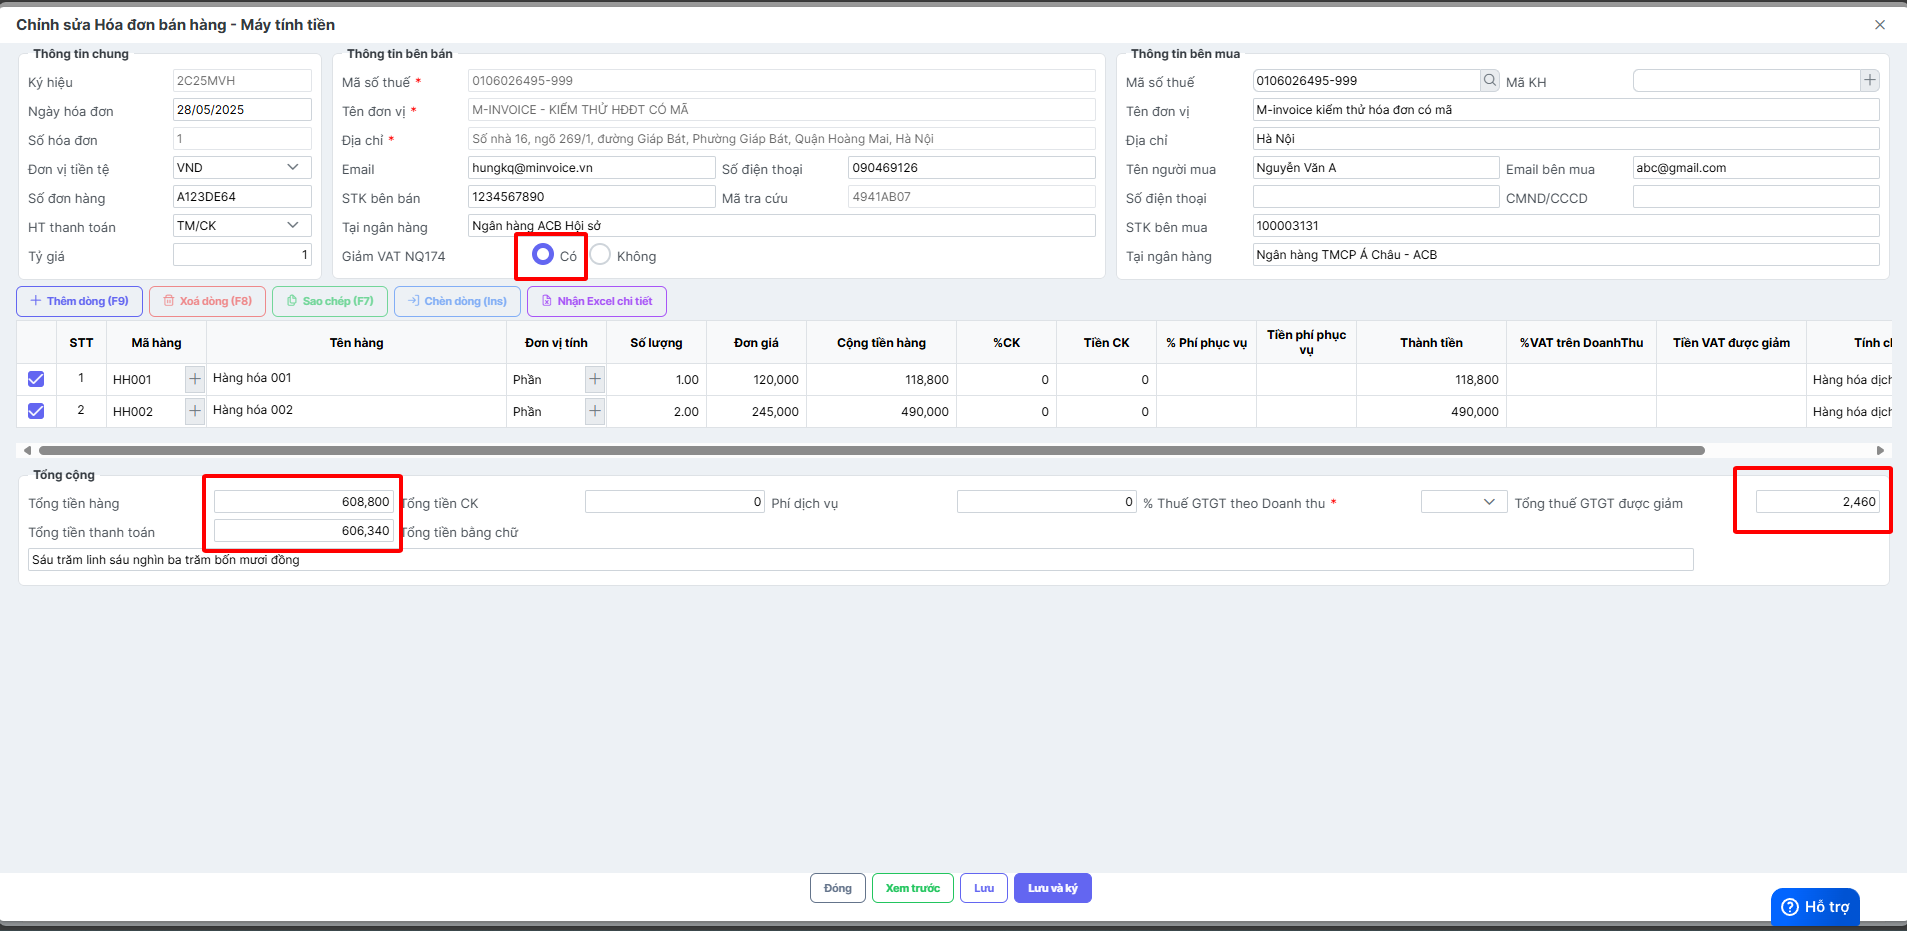 Chỉnh sửa Hóa đơn bán hàng - Máy tính tiền
Thông tin chung
Ký hiệu 2C25MVH
Ngày hóa đơn 28/05/2025
Số hóa đơn 1
Đơn vị tiền tệ VND
Số đơn hàng A123DE64
HT thanh toán TM/CK
Tỷ giá 1
Thông tin bên bán
Mã số thuế * 0106026495-999
Tên đơn vị * M-INVOICE - KIỂM THỬ HĐĐT CÓ MÃ
Địa chỉ * Số nhà 16, ngõ 269/1, đường Giáp Bát, Phường Giáp Bát, Quận Hoàng Mai, Hà Nội
Email hungkq@minvoice.vn Số điện thoại 090469126
STK bên bán 1234567890 Mã tra cứu 4941AB07
Tại ngân hàng Ngân hàng ACB Hội sở
Giảm VAT NQ174 Có Không
Thông tin bên mua
Mã số thuế 0106026495-999 Mã KH
Tên đơn vị M-invoice kiểm thử hóa đơn có mã
Địa chỉ Hà Nội
Tên người mua Nguyễn Văn A Email bên mua abc@gmail.com
Số điện thoại CMND/CCCD
STK bên mua 100003131
Tại ngân hàng Ngân hàng TMCP Á Châu - ACB
Thêm dòng (F9) Xoá dòng (F8) Sao chép (F7) Chèn dòng (Ins) Nhận Excel chi tiết
STT Mã hàng Tên hàng Đơn vị tính Số lượng Đơn giá Cộng tiền hàng %CK Tiền CK % Phí phục vụ Tiền phí phục vụ Thành tiền %VAT trên DoanhThu Tiền VAT được giảm Tính cl
1 HH001 Hàng hóa 001 Phần 1.00 120,000 118,800 0 0 118,800 Hàng hóa dịch
2 HH002 Hàng hóa 002 Phần 2.00 245,000 490,000 0 0 490,000 Hàng hóa dịch
Tổng cộng
Tổng tiền hàng 608,800 Tổng tiền CK 0 Phí dịch vụ 0 % Thuế GTGT theo Doanh thu * Tổng thuế GTGT được giảm 2,460
Tổng tiền thanh toán 606,340 Tổng tiền bằng chữ
Sáu trăm linh sáu nghìn ba trăm bốn mươi đồng
Đóng Xem trước Lưu Lưu và ký
Hỗ trợ